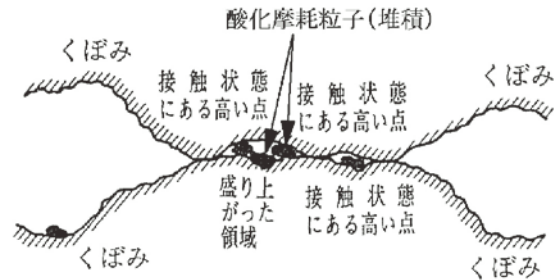 酸化摩耗粒子(堆積)
くぼみ
くぼみ
接触状態
にある高い点
接触状態
にある高い点
盛り上
がった
領域
接触状態
にある高い点
くぼみ
くぼみ